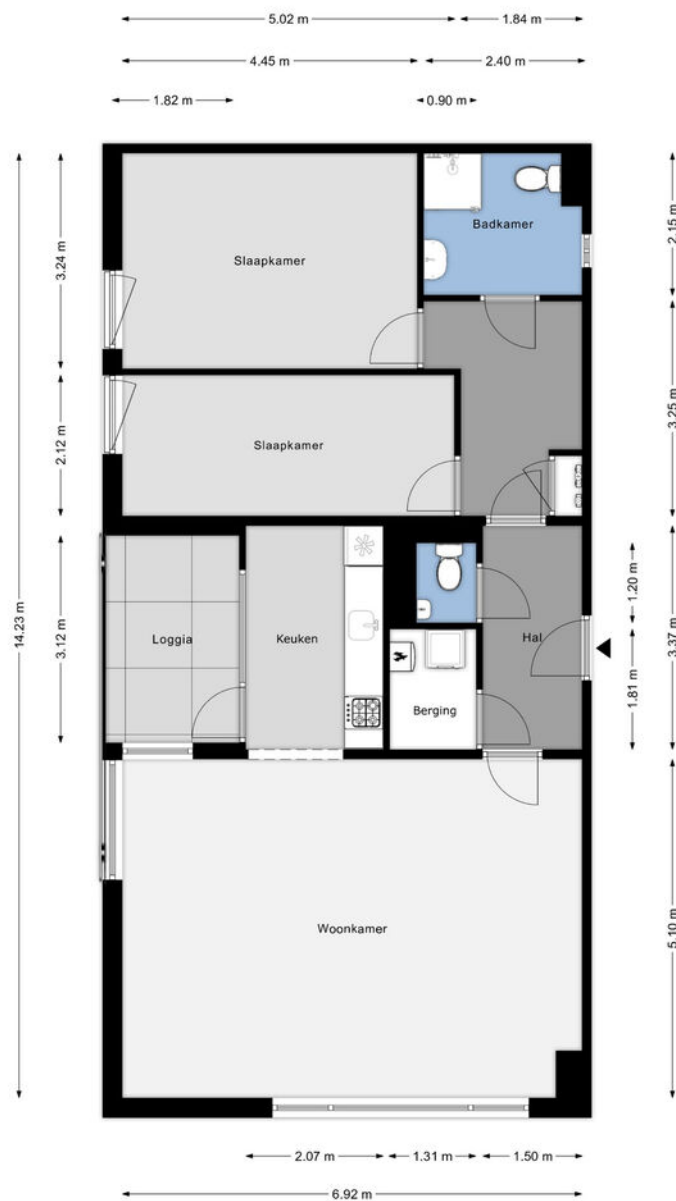 5.02 m
1.84 m
4.45 m
2.40 m
1.82 m
0.90 m
Badkamer
2.15 m
Slaapkamer
3.24 m
3.25 m
Slaapkamer
2.12 m
14.23 m
3.12 m
Loggia
Keuken
Hal
1.20 m
3.37 m
1.81 m
Berging
Woonkamer
5.10 m
2.07 m
1.31 m
1.50 m
6.92 m